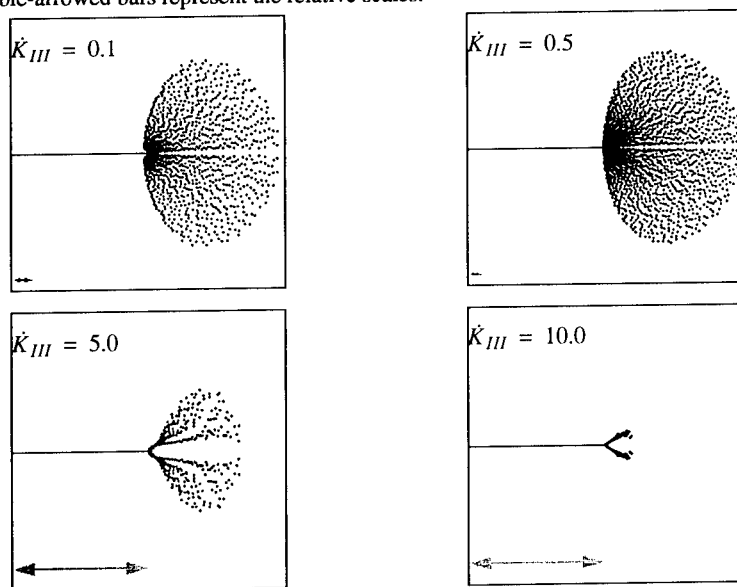 ble-arrowed bars represent the relative scales.
K̇_III = 0.1
K̇_III = 0.5
K̇_III = 5.0
K̇_III = 10.0